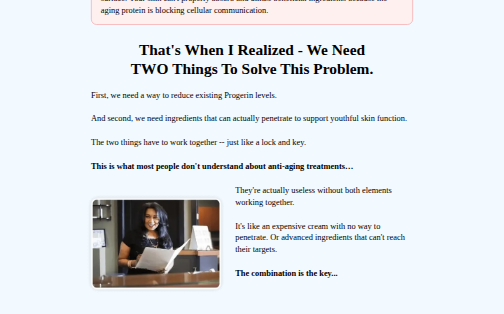 aging protein is blocking cellular communication.
That's When I Realized - We Need
TWO Things To Solve This Problem.
First, we need a way to reduce existing Progerin levels.
And second, we need ingredients that can actually penetrate to support youthful skin function.
The two things have to work together -- just like a lock and key.
This is what most people don't understand about anti-aging treatments…
They're actually useless without both elements
working together.
It's like an expensive cream with no way to
penetrate. Or advanced ingredients that can't reach
their targets.
The combination is the key...